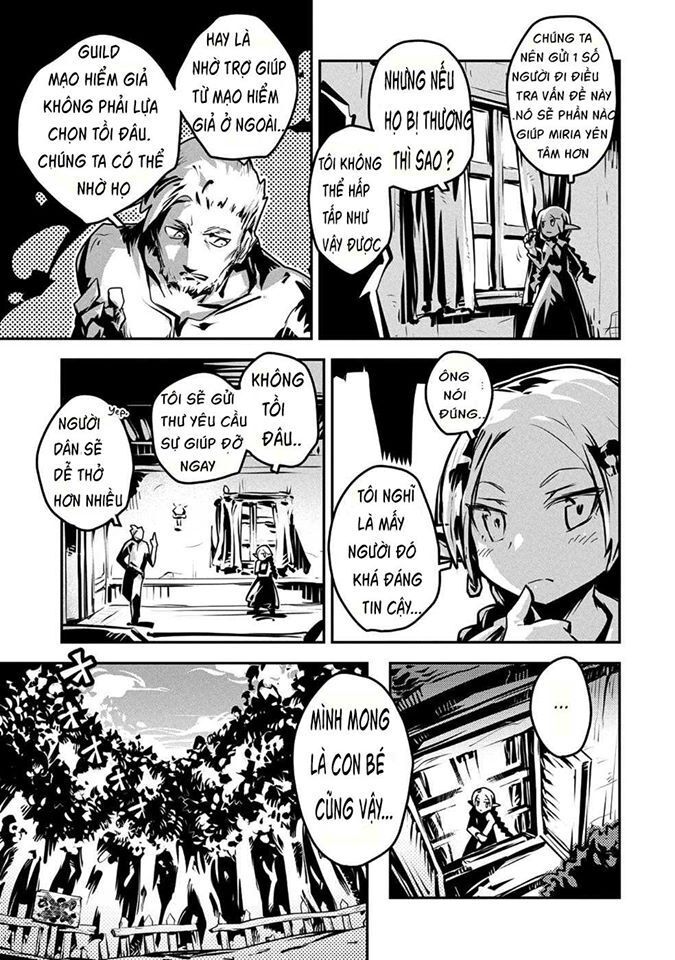 CHÚNG TA
NÊN GỬI 1 SỐ
NGƯỜI ĐI ĐIỀU
TRA VẤN ĐỀ NÀY
.NÓ SẼ PHẦN NÀO
GIÚP MIRIA YÊN
TÂM HƠN
NHƯNG NẾU
HỌ BỊ THƯƠNG
THÌ SAO ?
TÔI KHÔNG
THỂ HẤP
TẤP NHƯ
VẬY ĐƯỢC
HAY LÀ
NHỜ TRỢ GIÚP
TỪ MẠO HIỂM
GIẢ Ở NGOÀI..
GUILD
MẠO HIỂM GIẢ
KHÔNG PHẢI LỰA
CHỌN TỒI ĐÂU.
CHÚNG TA CÓ THỂ
NHỜ HỌ
ÔNG
NÓI
ĐÚNG..
TÔI NGHĨ
LÀ MẤY
NGƯỜI ĐÓ
KHÁ ĐÁNG
TIN CẬY...
KHÔNG
TỒI
ĐÂU..
TÔI SẼ GỬI
THƯ YÊU CẦU
SỰ GIÚP ĐỠ
NGAY
Yep.
NGƯỜI
DÂN SẼ
DỄ THỞ
HƠN NHIỀU
...
MÌNH MONG
LÀ CON BÉ
CŨNG VẬY...